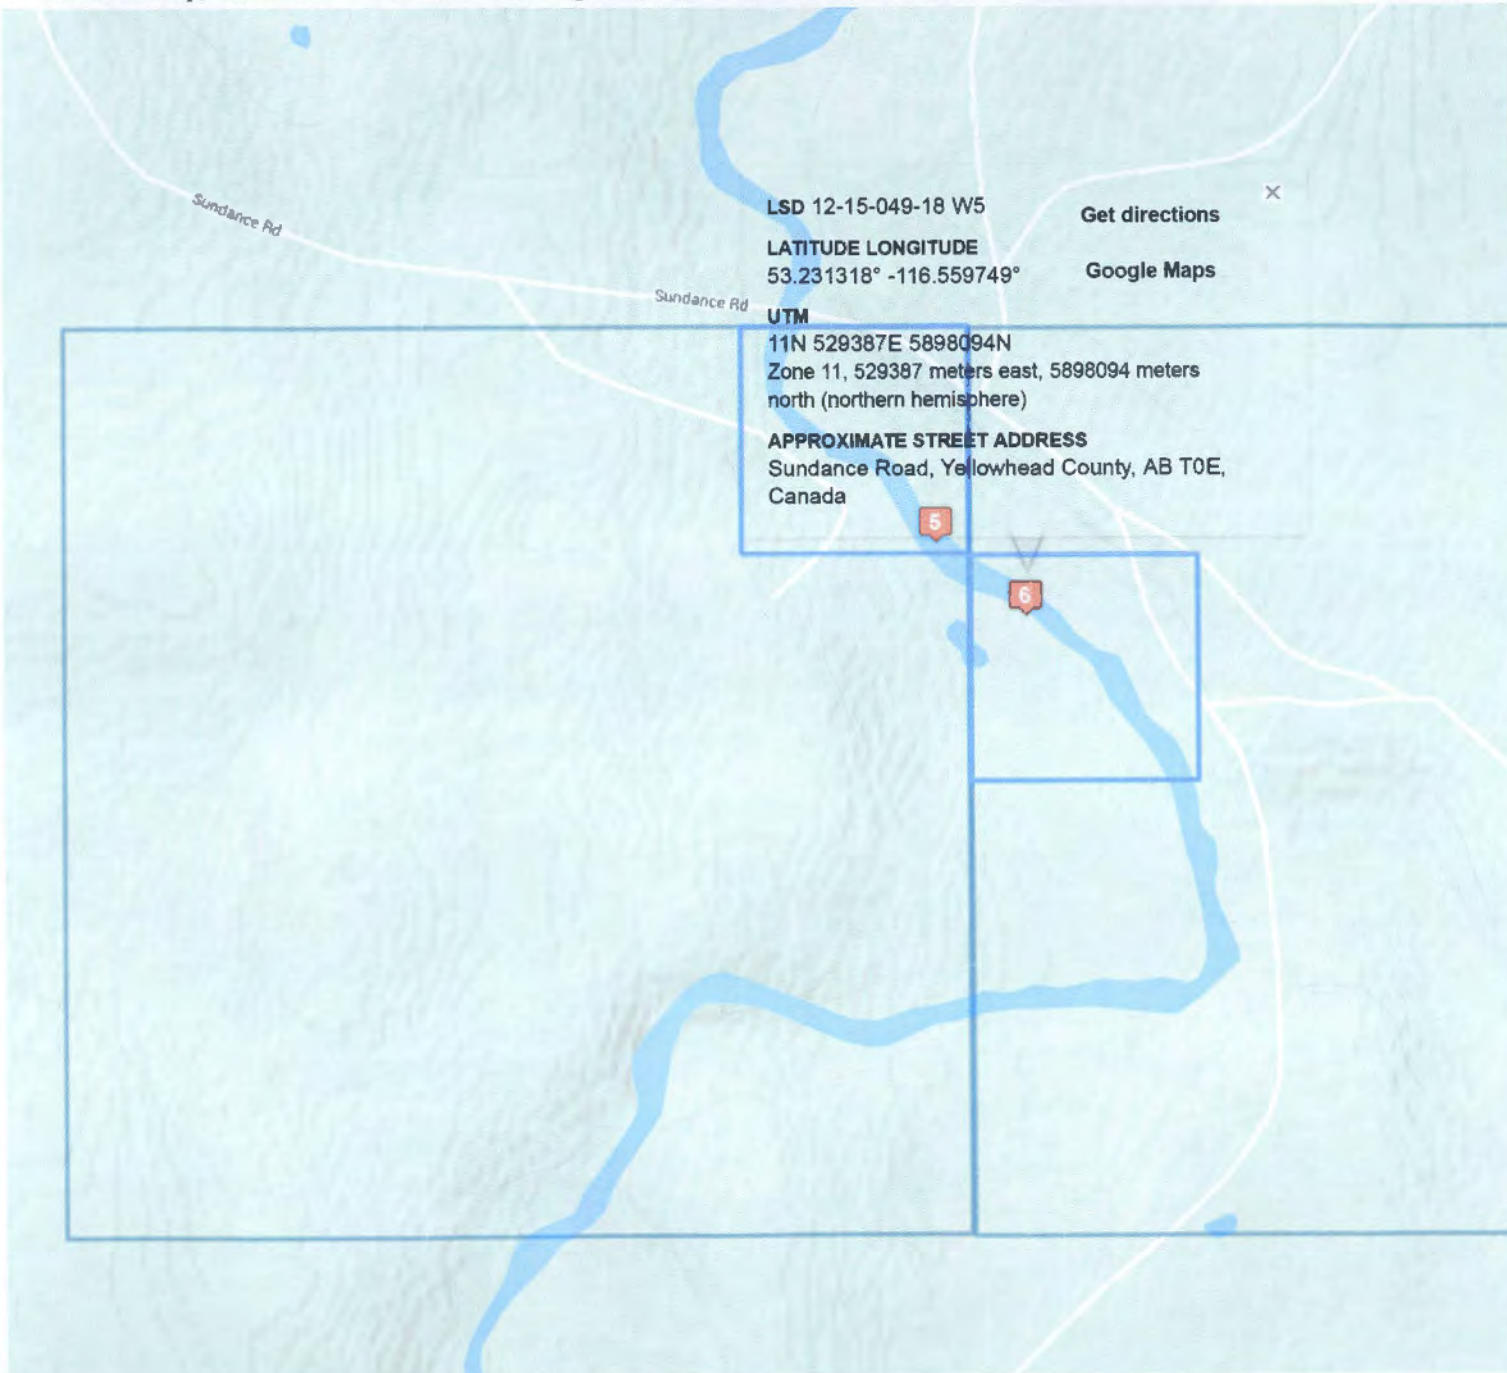 Sundance Rd
LSD 12-15-049-18 W5
Get directions
LATITUDE LONGITUDE
53.231318° -116.559749°
Google Maps
Sundance Rd
UTM
11N 529387E 5898094N
Zone 11, 529387 meters east, 5898094 meters
north (northern hemisphere)
APPROXIMATE STREET ADDRESS
Sundance Road, Yellowhead County, AB T0E,
Canada
5
6